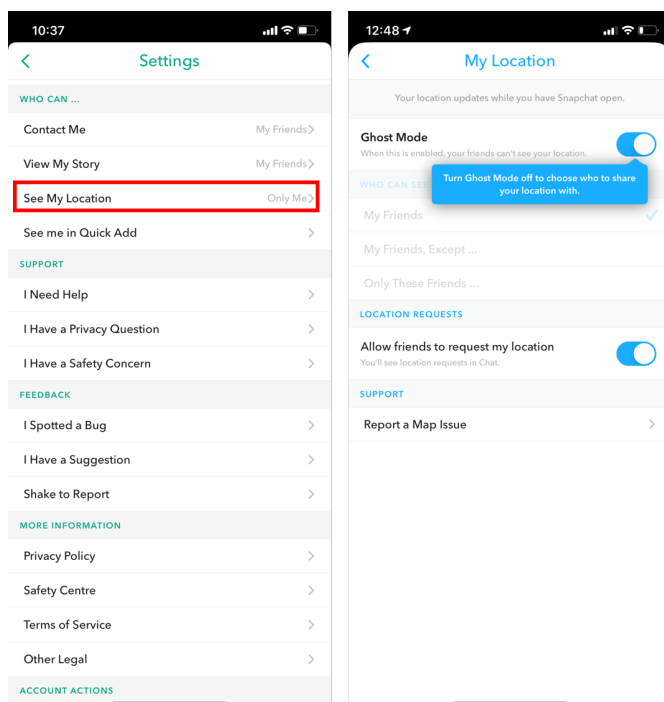 10:37
Settings
WHO CAN ...
Contact Me My Friends
View My Story My Friends
See My Location Only Me
See me in Quick Add
SUPPORT
I Need Help
I Have a Privacy Question
I Have a Safety Concern
FEEDBACK
I Spotted a Bug
I Have a Suggestion
Shake to Report
MORE INFORMATION
Privacy Policy
Safety Centre
Terms of Service
Other Legal
ACCOUNT ACTIONS
12:48
My Location
Your location updates while you have Snapchat open.
Ghost Mode
When this is enabled, your friends can't see your location.
Turn Ghost Mode off to choose who to share
your location with.
WHO CAN SEE
My Friends
My Friends, Except ...
Only These Friends ...
LOCATION REQUESTS
Allow friends to request my location
You'll see location requests in Chat.
SUPPORT
Report a Map Issue